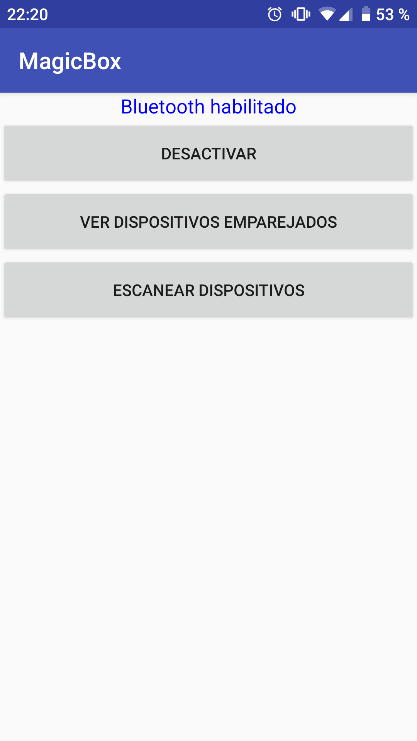 22:20 53 %
MagicBox
Bluetooth habilitado
DESACTIVAR
VER DISPOSITIVOS EMPAREJADOS
ESCANEAR DISPOSITIVOS